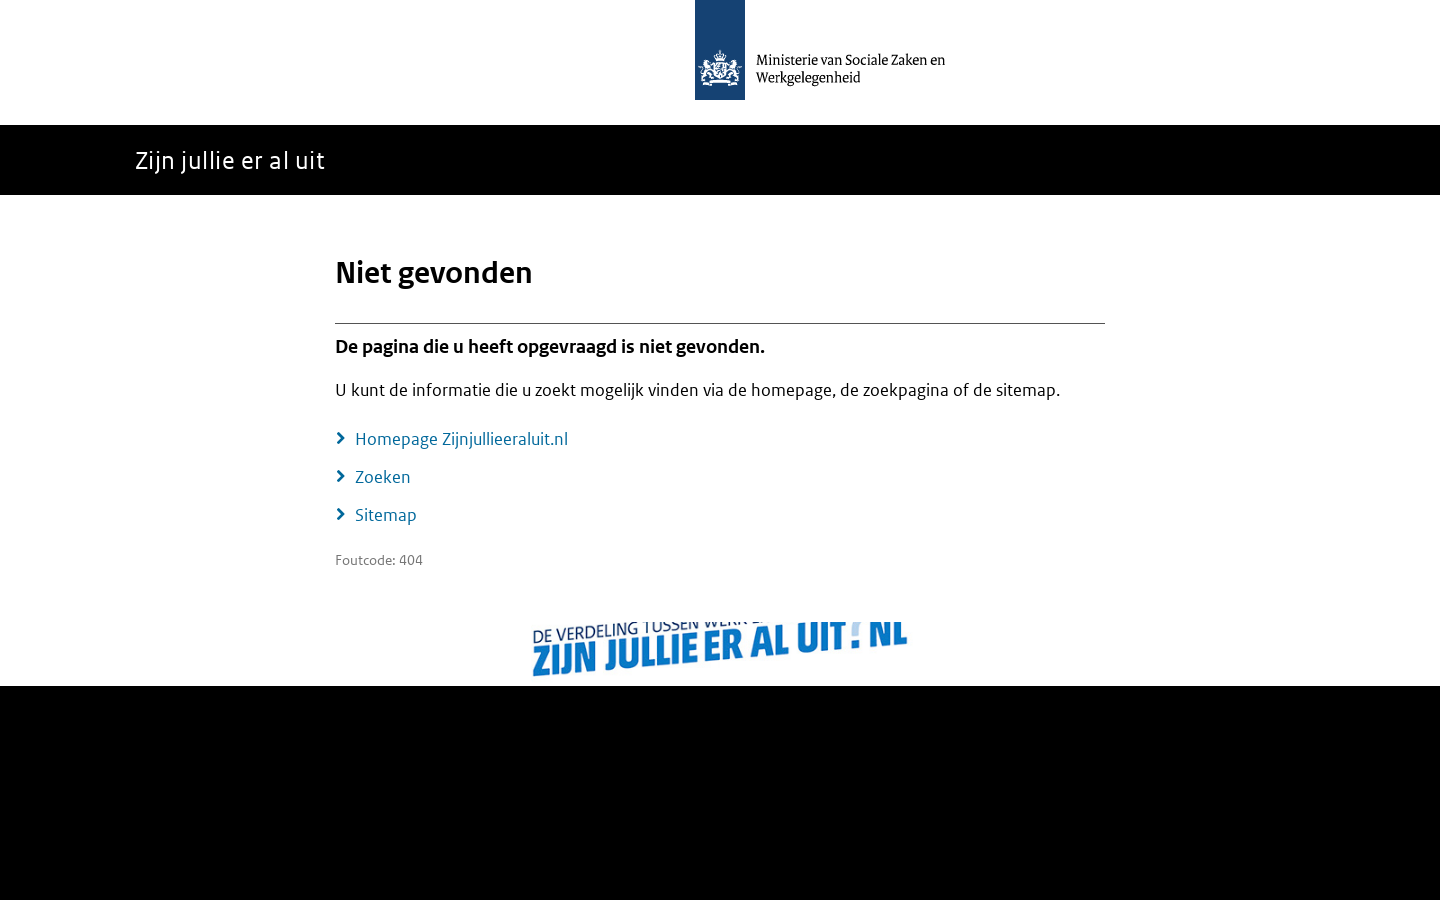 Ministerie van Sociale Zaken en
Werkgelegenheid
Zijn jullie er al uit
Niet gevonden
De pagina die u heeft opgevraagd is niet gevonden.
U kunt de informatie die u zoekt mogelijk vinden via de homepage, de zoekpagina of de sitemap.
Homepage Zijnjullieeraluit.nl
Zoeken
Sitemap
Foutcode: 404
DE VERDELING TUSSEN WERK
ZIJN JULLIE ER AL UIT?NL